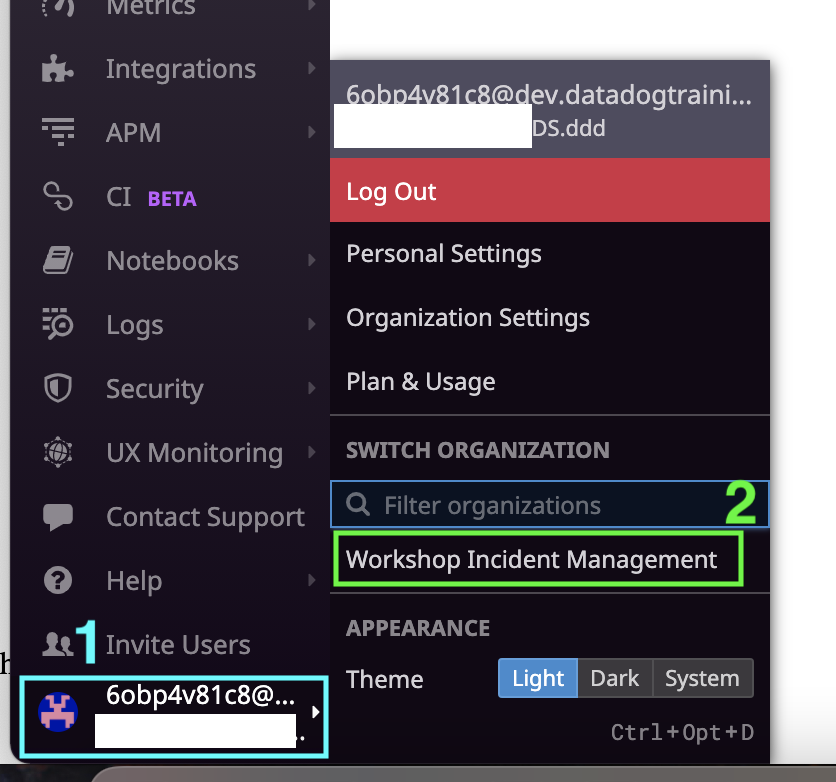 Metrics
Integrations
APM
CI BETA
Notebooks
Logs
Security
UX Monitoring
Contact Support
Help
1 Invite Users
6obp4v81c8@...
.
h
6obp4v81c8@dev.datadogtraini...
DS.ddd
Log Out
Personal Settings
Organization Settings
Plan & Usage
SWITCH ORGANIZATION
Filter organizations 2
Workshop Incident Management
APPEARANCE
Theme Light Dark System
Ctrl+Opt+D